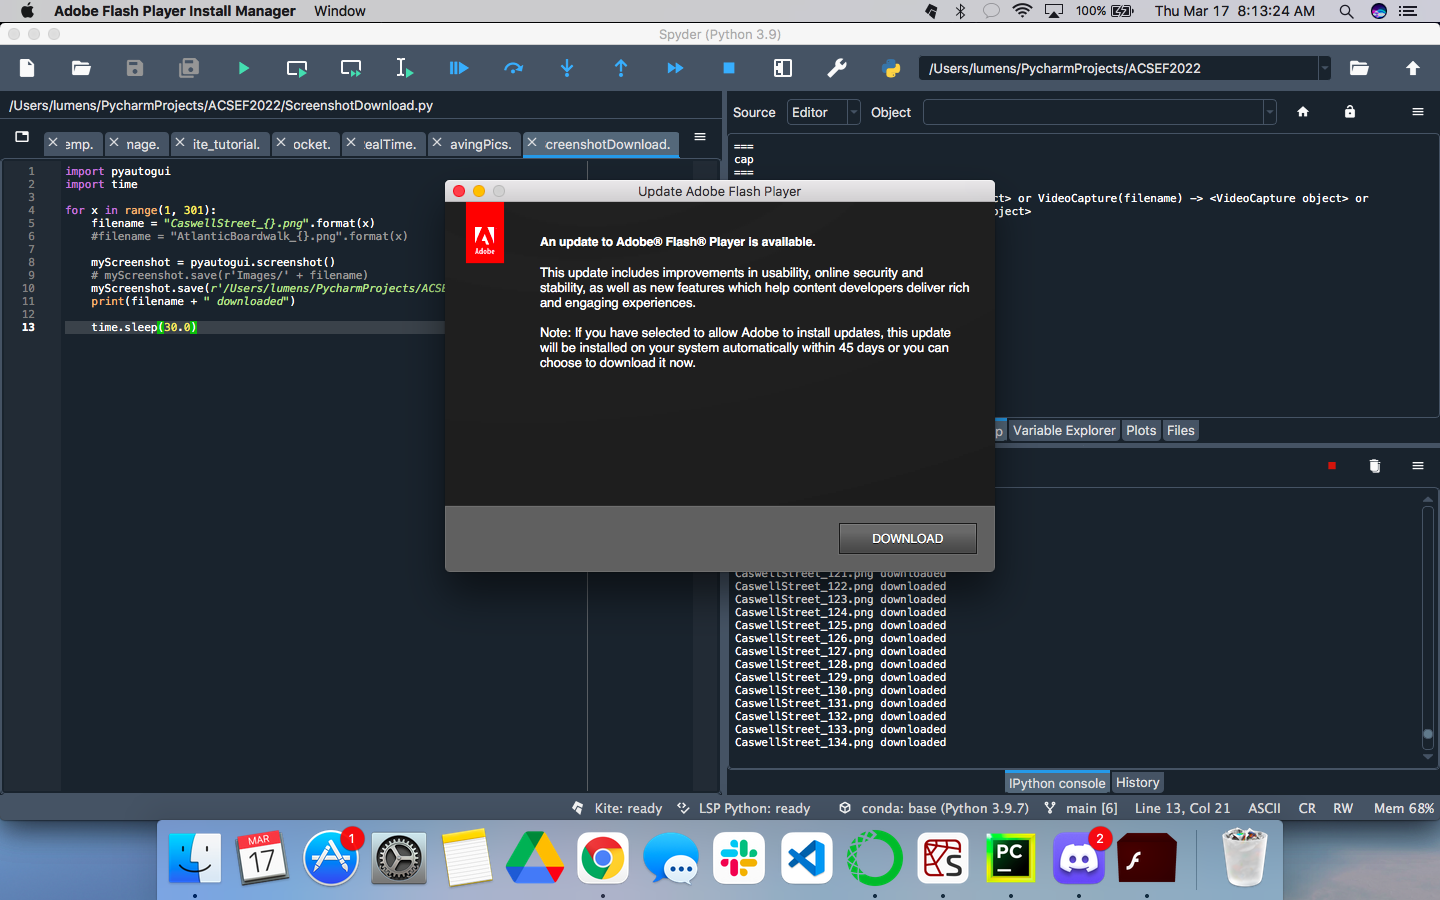 Adobe Flash Player Install Manager Window
100% Thu Mar 17 8:13:24 AM
Spyder (Python 3.9)
/Users/lumens/PycharmProjects/ACSEF2022
/Users/lumens/PycharmProjects/ACSEF2022/ScreenshotDownload.py
Source Editor Object
emp. nage. ite_tutorial. ocket. ealTime. avingPics. creenshotDownload.
1 import pyautogui
2 import time
3
4 for x in range(1, 301):
5 filename = "CaswellStreet_{}.png".format(x)
6 #filename = "AtlanticBoardwalk_{}.png".format(x)
7
8 myScreenshot = pyautogui.screenshot()
9 # myScreenshot.save(r'Images/' + filename)
10 myScreenshot.save(r'/Users/lumens/PycharmProjects/ACSE
11 print(filename + " downloaded")
12
13 time.sleep(30.0)
===
cap
===
ct> or VideoCapture(filename) -> <VideoCapture object> or
bject>
Update Adobe Flash Player
Adobe
An update to Adobe® Flash® Player is available.
This update includes improvements in usability, online security and
stability, as well as new features which help content developers deliver rich
and engaging experiences.
Note: If you have selected to allow Adobe to install updates, this update
will be installed on your system automatically within 45 days or you can
choose to download it now.
DOWNLOAD
p Variable Explorer Plots Files
CaswellStreet_121.png downloaded
CaswellStreet_122.png downloaded
CaswellStreet_123.png downloaded
CaswellStreet_124.png downloaded
CaswellStreet_125.png downloaded
CaswellStreet_126.png downloaded
CaswellStreet_127.png downloaded
CaswellStreet_128.png downloaded
CaswellStreet_129.png downloaded
CaswellStreet_130.png downloaded
CaswellStreet_131.png downloaded
CaswellStreet_132.png downloaded
CaswellStreet_133.png downloaded
CaswellStreet_134.png downloaded
IPython console History
Kite: ready LSP Python: ready conda: base (Python 3.9.7) main [6] Line 13, Col 21 ASCII CR RW Mem 68%
MAR
17
1
PC
2